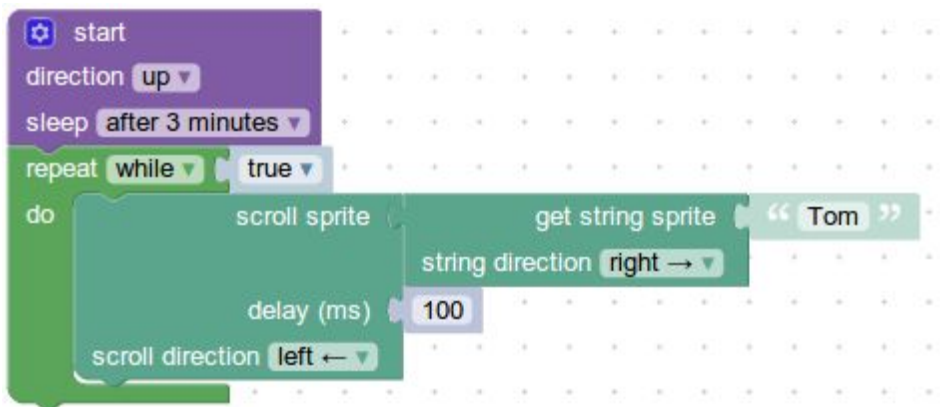 start
direction up ▾
sleep after 3 minutes ▾
repeat while ▾ true ▾
do scroll sprite get string sprite “ Tom ”
string direction right → ▾
delay (ms) 100
scroll direction left ← ▾